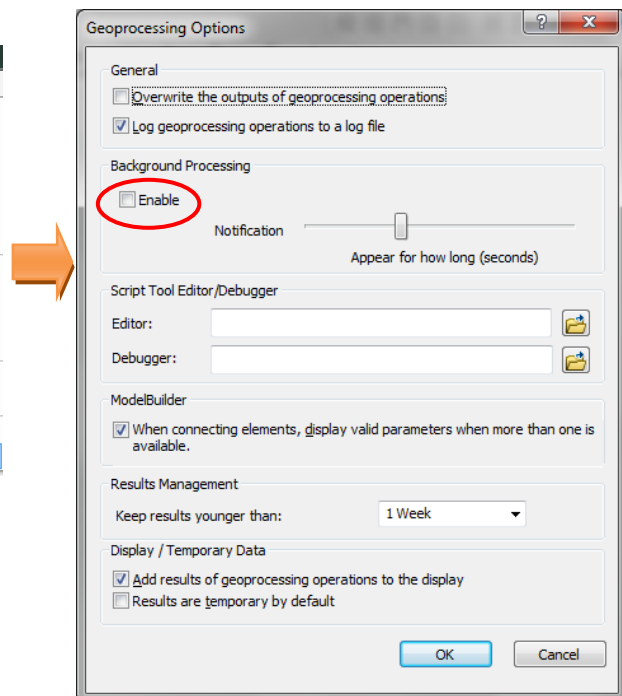 Geoprocessing Options
General
Overwrite the outputs of geoprocessing operations
Log geoprocessing operations to a log file
Background Processing
Enable
Notification
Appear for how long (seconds)
Script Tool Editor/Debugger
Editor:
Debugger:
ModelBuilder
When connecting elements, display valid parameters when more than one is
available.
Results Management
Keep results younger than:
1 Week
Display / Temporary Data
Add results of geoprocessing operations to the display
Results are temporary by default
OK
Cancel